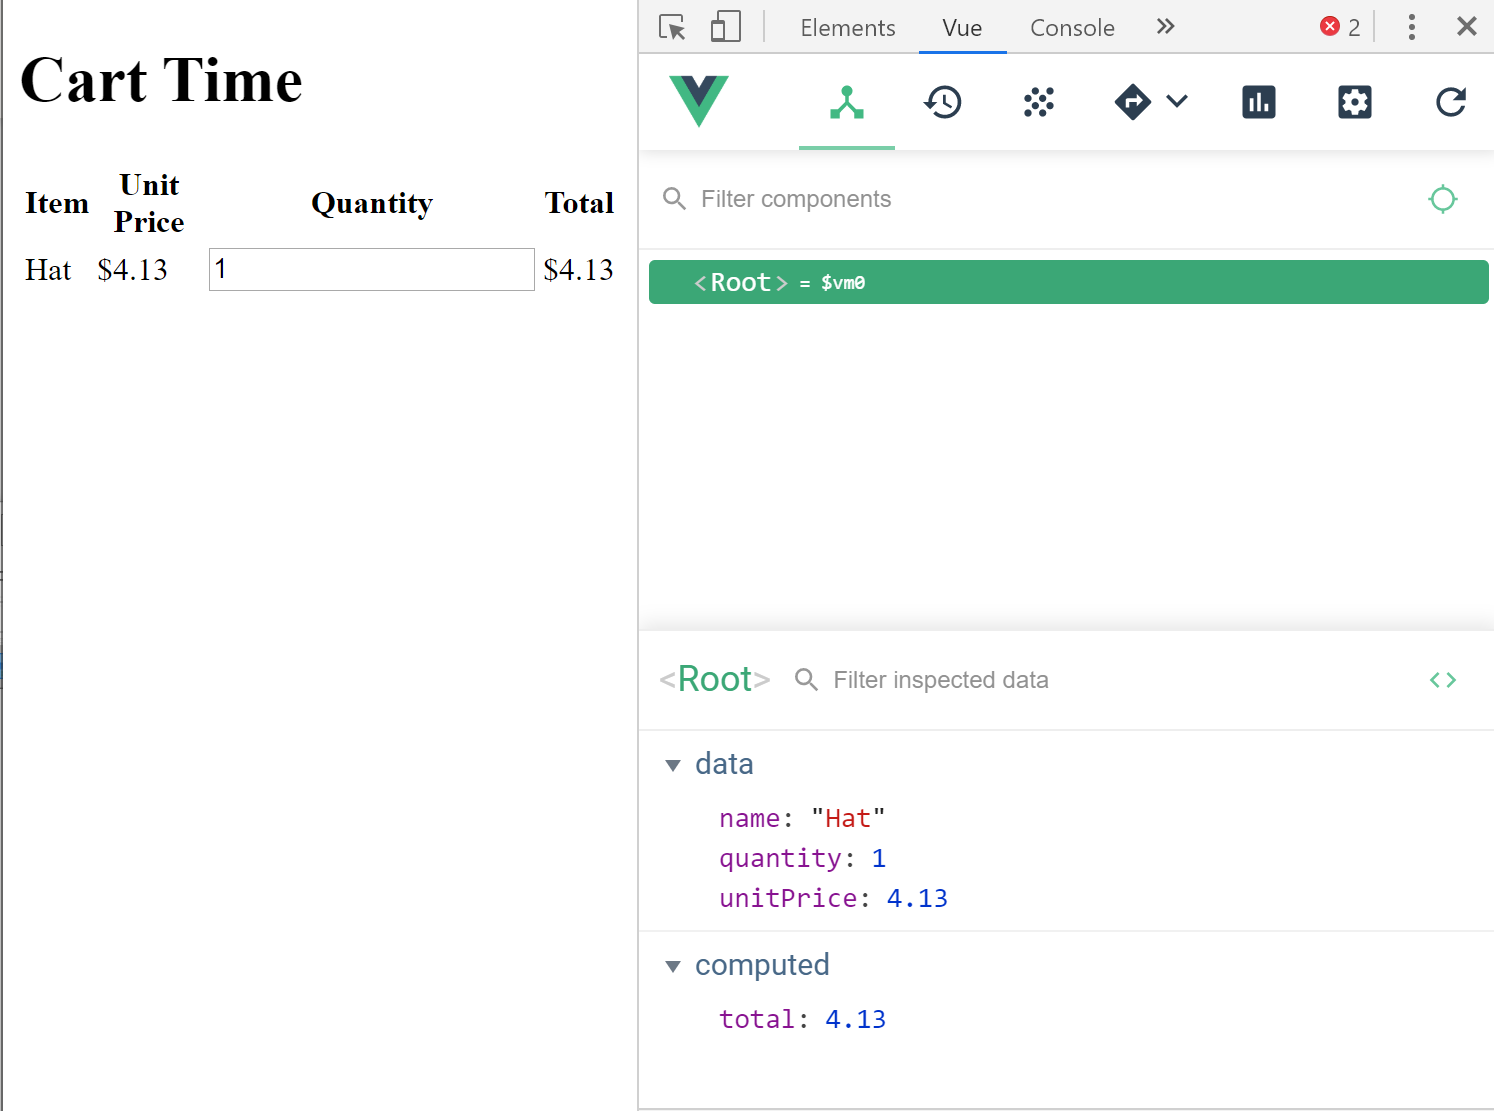 Cart Time
Item Unit Price Quantity Total
Hat $4.13 1 $4.13
Elements Vue Console 2
Filter components
<Root> = $vm0
<Root> Filter inspected data
data
name: "Hat"
quantity: 1
unitPrice: 4.13
computed
total: 4.13